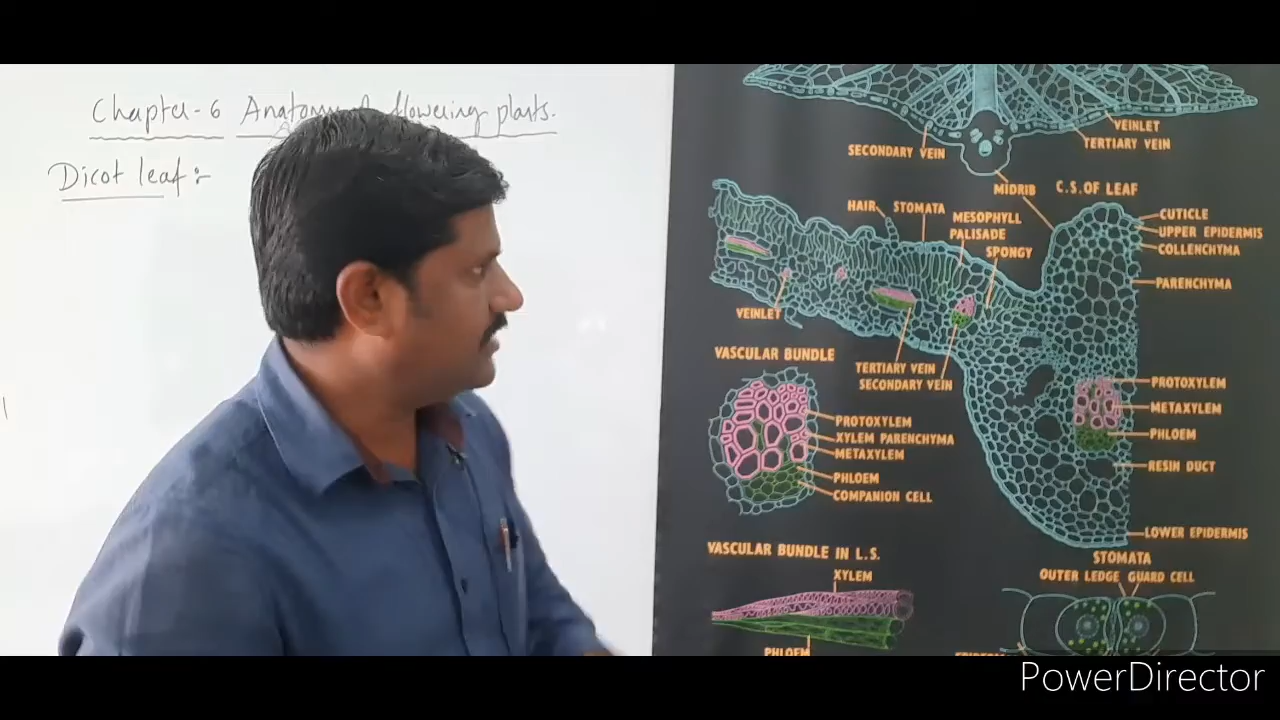 Chapter-6 Anatomy of flowering plants.
Dicot leaf :-
VEINLET
TERTIARY VEIN
SECONDARY VEIN
MIDRIB
C.S.OF LEAF
HAIR
STOMATA
MESOPHYLL
PALISADE
SPONGY
CUTICLE
UPPER EPIDERMIS
COLLENCHYMA
PARENCHYMA
VEINLET
TERTIARY VEIN
SECONDARY VEIN
PROTOXYLEM
METAXYLEM
PHLOEM
RESIN DUCT
LOWER EPIDERMIS
VASCULAR BUNDLE
PROTOXYLEM
XYLEM PARENCHYMA
METAXYLEM
PHLOEM
COMPANION CELL
VASCULAR BUNDLE IN L.S.
XYLEM
PHLOEM
STOMATA
OUTER LEDGE GUARD CELL
PowerDirector